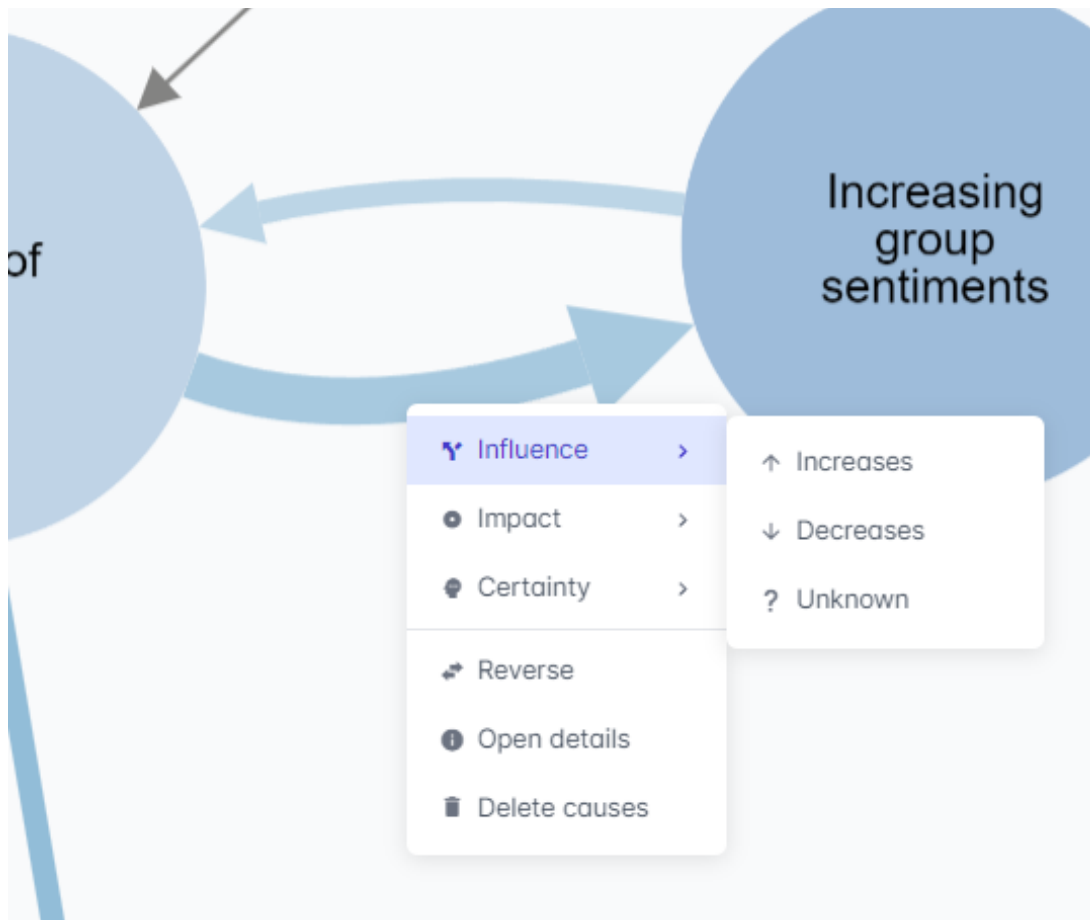 of
Increasing
group
sentiments
Influence
Impact
Certainty
Reverse
Open details
Delete causes
Increases
Decreases
? Unknown